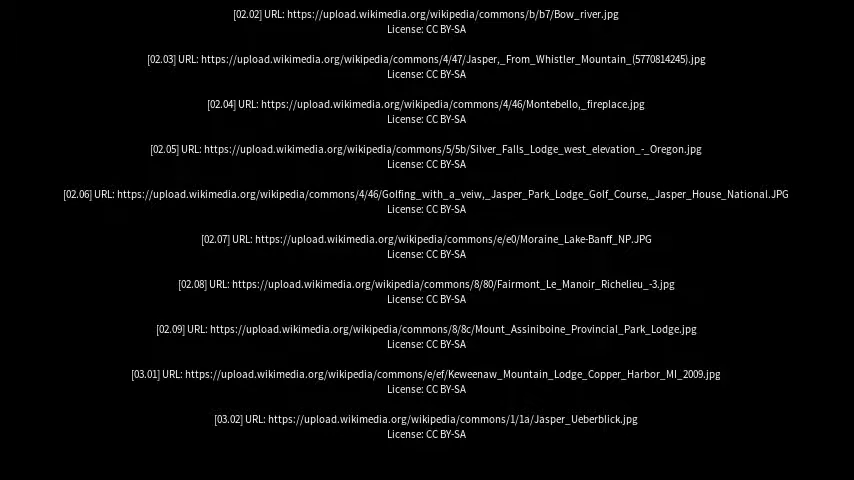 [02.02] URL: https://upload.wikimedia.org/wikipedia/commons/b/b7/Bow_river.jpg
License: CC BY-SA
[02.03] URL: https://upload.wikimedia.org/wikipedia/commons/4/47/Jasper,_From_Whistler_Mountain_(5770814245).jpg
License: CC BY-SA
[02.04] URL: https://upload.wikimedia.org/wikipedia/commons/4/46/Montebello,_fireplace.jpg
License: CC BY-SA
[02.05] URL: https://upload.wikimedia.org/wikipedia/commons/5/5b/Silver_Falls_Lodge_west_elevation_-_Oregon.jpg
License: CC BY-SA
[02.06] URL: https://upload.wikimedia.org/wikipedia/commons/4/46/Golfing_with_a_veiw,_Jasper_Park_Lodge_Golf_Course,_Jasper_House_National.JPG
License: CC BY-SA
[02.07] URL: https://upload.wikimedia.org/wikipedia/commons/e/e0/Moraine_Lake-Banff_NP.JPG
License: CC BY-SA
[02.08] URL: https://upload.wikimedia.org/wikipedia/commons/8/80/Fairmont_Le_Manoir_Richelieu_-3.jpg
License: CC BY-SA
[02.09] URL: https://upload.wikimedia.org/wikipedia/commons/8/8c/Mount_Assiniboine_Provincial_Park_Lodge.jpg
License: CC BY-SA
[03.01] URL: https://upload.wikimedia.org/wikipedia/commons/e/ef/Keweenaw_Mountain_Lodge_Copper_Harbor_MI_2009.jpg
License: CC BY-SA
[03.02] URL: https://upload.wikimedia.org/wikipedia/commons/1/1a/Jasper_Ueberblick.jpg
License: CC BY-SA